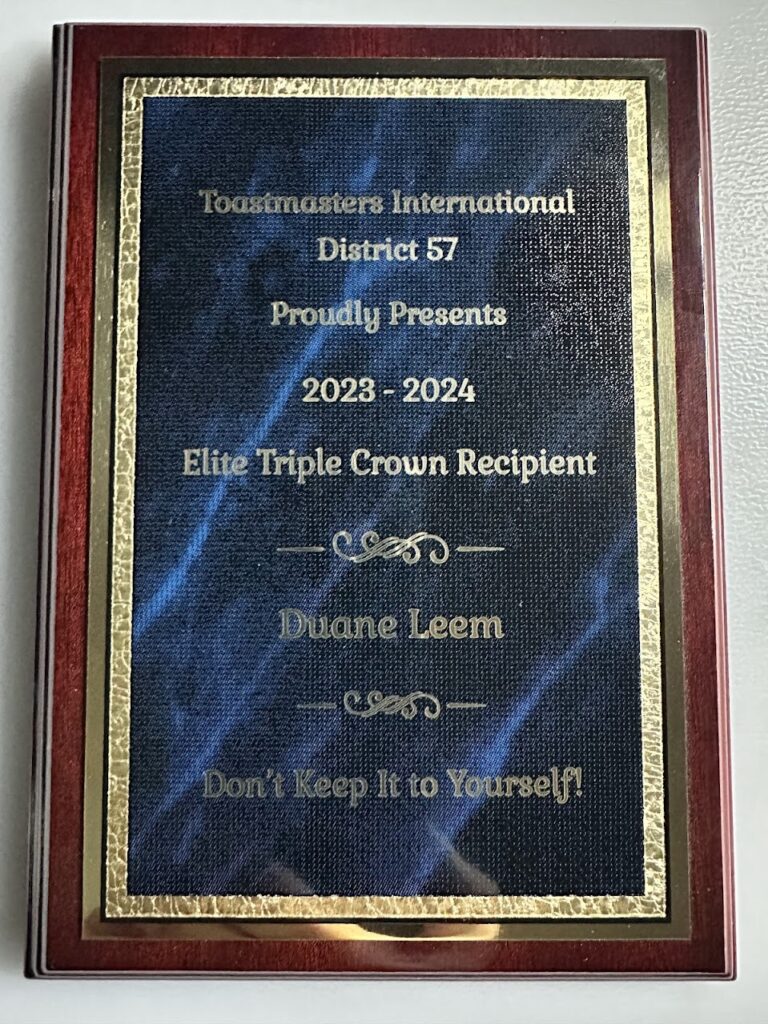 Toastmasters International
District 57
Proudly Presents
2023 - 2024
Elite Triple Crown Recipient
Duane Leem
Don't Keep It to Yourself!